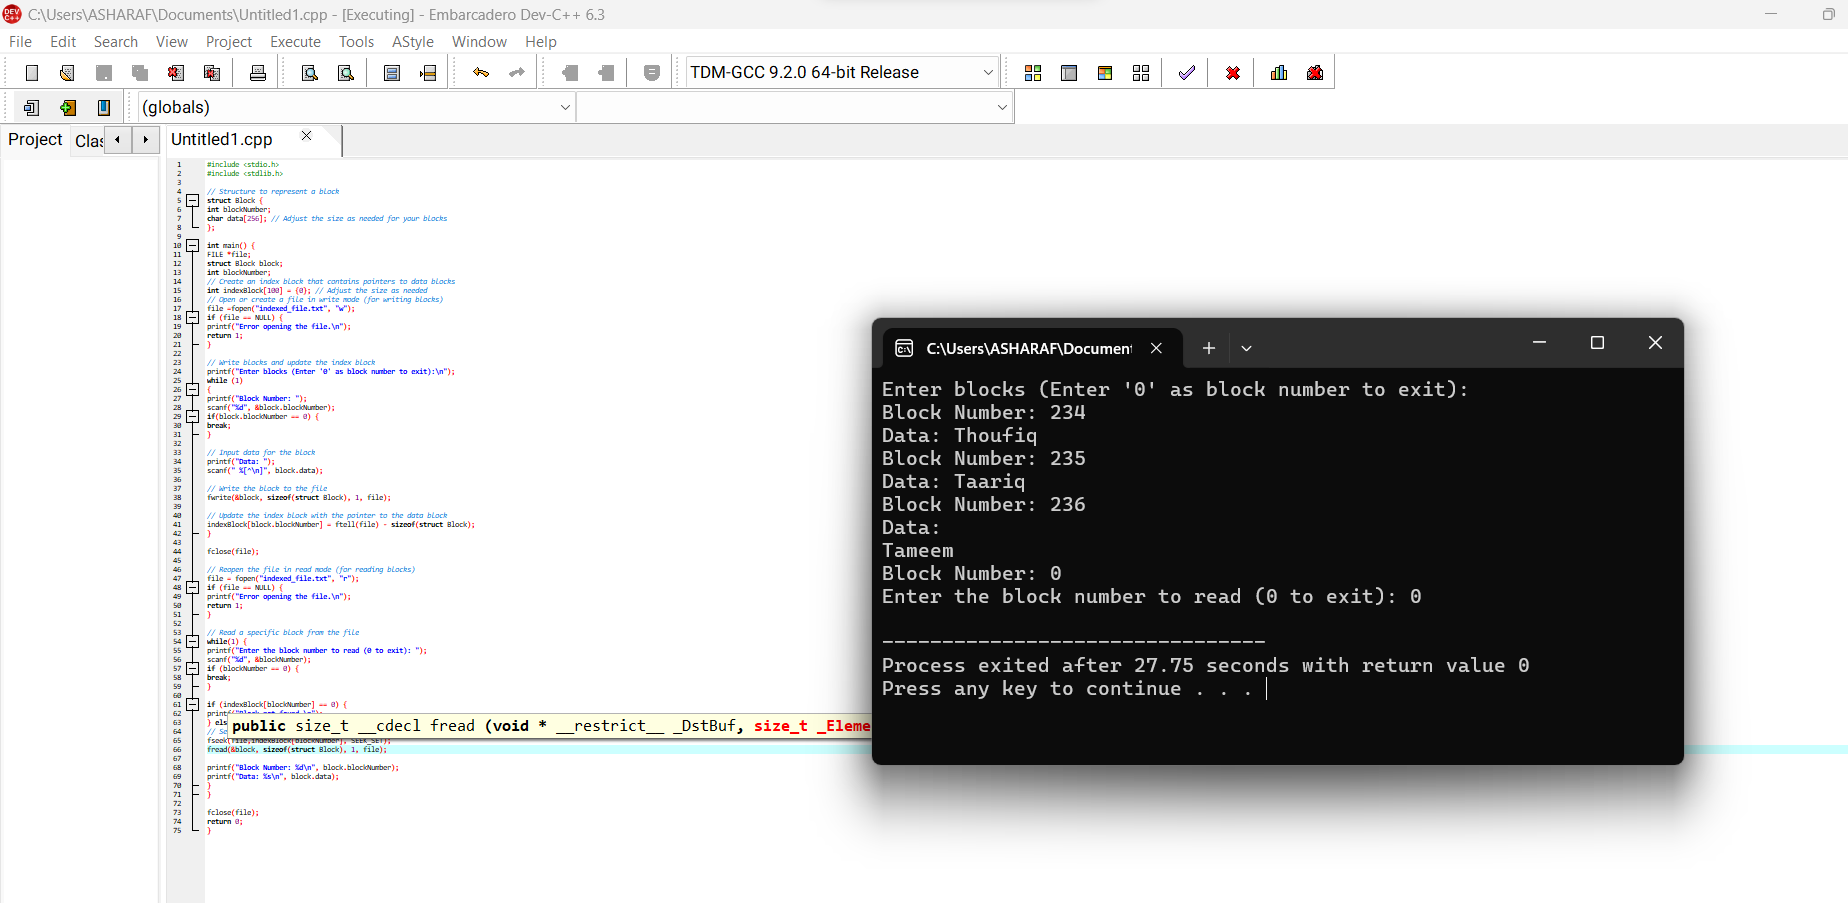 C:\Users\ASHARAF\Documents\Untitled1.cpp - [Executing] - Embarcadero Dev-C++ 6.3
File Edit Search View Project Execute Tools AStyle Window Help
TDM-GCC 9.2.0 64-bit Release
(globals)
Project Clas Untitled1.cpp
1 #include <stdio.h>
2 #include <stdlib.h>
3
4 // Structure to represent a block
5 struct Block {
6 int blockNumber;
7 char data[256]; // Adjust the size as needed for your blocks
8 };
9
10 int main() {
11 FILE *file;
12 struct Block block;
13 int blockNumber;
14 // Create an index block that contains pointers to data blocks
15 int indexBlock[100] = {0}; // Adjust the size as needed
16 // Open or create a file in write mode (for writing blocks)
17 file =fopen("indexed_file.txt", "w");
18 if (file == NULL) {
19 printf("Error opening the file.\n");
20 return 1;
21 }
22
23 // Write blocks and update the index block
24 printf("Enter blocks (Enter '0' as block number to exit):\n");
25 while (1)
26 {
27 printf("Block Number: ");
28 scanf("%d", &block.blockNumber);
29 if(block.blockNumber == 0) {
30 break;
31 }
32
33 // Input data for the block
34 printf("Data: ");
35 scanf(" %[^\n]", block.data);
36
37 // Write the block to the file
38 fwrite(&block, sizeof(struct Block), 1, file);
39
40 // Update the index block with the pointer to the data block
41 indexBlock[block.blockNumber] = ftell(file) - sizeof(struct Block);
42 }
43
44 fclose(file);
45
46 // Reopen the file in read mode (for reading blocks)
47 file = fopen("indexed_file.txt", "r");
48 if (file == NULL) {
49 printf("Error opening the file.\n");
50 return 1;
51 }
52
53 // Read a specific block from the file
54 while(1) {
55 printf("Enter the block number to read (0 to exit): ");
56 scanf("%d", &blockNumber);
57 if (blockNumber == 0) {
58 break;
59 }
60
61 if (indexBlock[blockNumber] == 0) {
62 printf("Block not found.\n");
63 } els
64 // Se
public size_t __cdecl fread (void * __restrict__ _DstBuf, size_t _Eleme
65 fseek(file,indexBlock[blockNumber], SEEK_SET);
66 fread(&block, sizeof(struct Block), 1, file);
67
68 printf("Block Number: %d\n", block.blockNumber);
69 printf("Data: %s\n", block.data);
70 }
71 }
72
73 fclose(file);
74 return 0;
75 }
C:\Users\ASHARAF\Document
Enter blocks (Enter '0' as block number to exit):
Block Number: 234
Data: Thoufiq
Block Number: 235
Data: Taariq
Block Number: 236
Data:
Tameem
Block Number: 0
Enter the block number to read (0 to exit): 0
--------------------------------
Process exited after 27.75 seconds with return value 0
Press any key to continue . . .